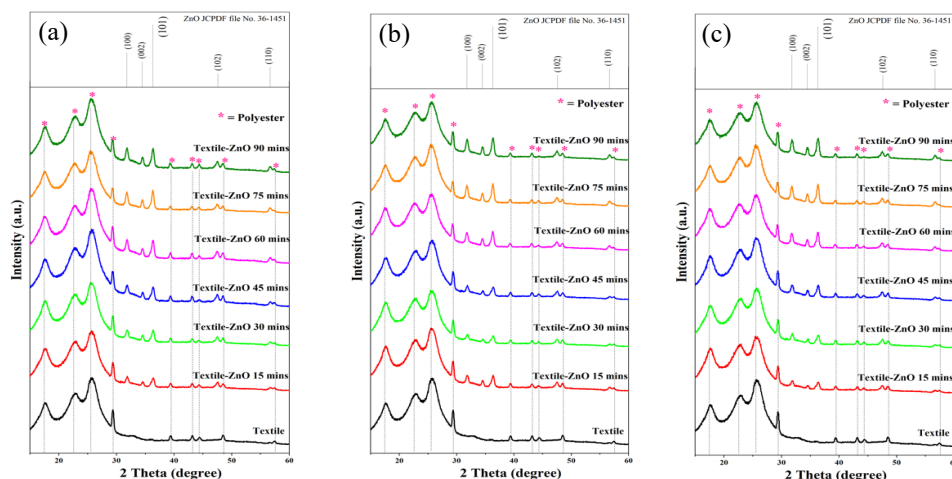 (a)
ZnO JCPDF file No. 36-1451
(100)
(002)
(101)
(102)
(110)
* = Polyester
Textile-ZnO 90 mins
Textile-ZnO 75 mins
Textile-ZnO 60 mins
Textile-ZnO 45 mins
Textile-ZnO 30 mins
Textile-ZnO 15 mins
Textile
Intensity (a.u.)
20 30 40 50 60
2 Theta (degree)
(b)
ZnO JCPDF file No. 36-1451
(100)
(002)
(101)
(102)
(110)
* = Polyester
Textile-ZnO 90 mins
Textile-ZnO 75 mins
Textile-ZnO 60 mins
Textile-ZnO 45 mins
Textile-ZnO 30 mins
Textile-ZnO 15 mins
Textile
Intensity (a.u.)
20 30 40 50 60
2 Theta (degree)
(c)
ZnO JCPDF file No. 36-1451
(100)
(002)
(101)
(102)
(110)
* = Polyester
Textile-ZnO 90 mins
Textile-ZnO 75 mins
Textile-ZnO 60 mins
Textile-ZnO 45 mins
Textile-ZnO 30 mins
Textile-ZnO 15 mins
Textile
Intensity (a.u.)
20 30 40 50 60
2 Theta (degree)